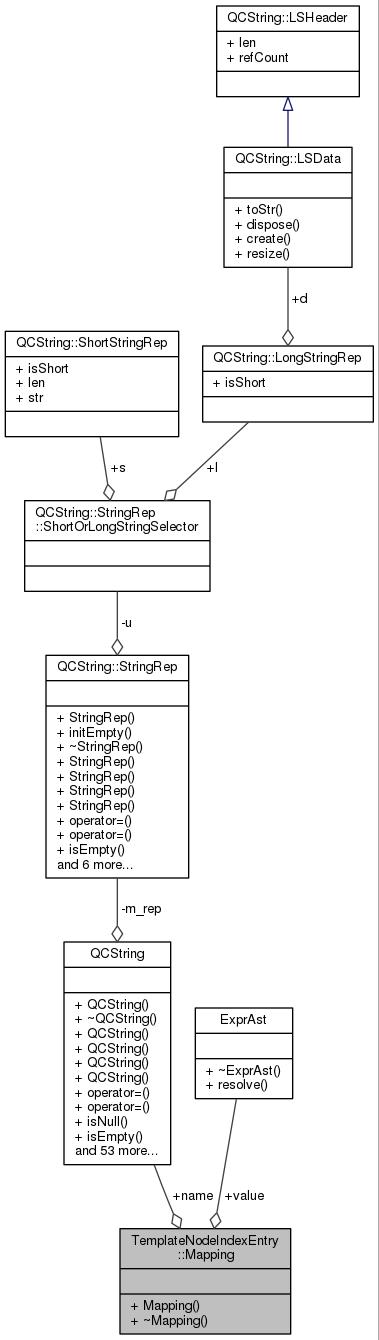 QCString::LSHeader
+ len
+ refCount
QCString::LSData
+ toStr()
+ dispose()
+ create()
+ resize()
+d
QCString::ShortStringRep
+ isShort
+ len
+ str
QCString::LongStringRep
+ isShort
+s
+l
QCString::StringRep
::ShortOrLongStringSelector
-u
QCString::StringRep
+ StringRep()
+ initEmpty()
+ ~StringRep()
+ StringRep()
+ StringRep()
+ StringRep()
+ StringRep()
+ operator=()
+ operator=()
+ isEmpty()
and 6 more...
-m_rep
QCString
+ QCString()
+ ~QCString()
+ QCString()
+ QCString()
+ QCString()
+ QCString()
+ operator=()
+ operator=()
+ isNull()
+ isEmpty()
and 53 more...
ExprAst
+ ~ExprAst()
+ resolve()
+name
+value
TemplateNodeIndexEntry
::Mapping
+ Mapping()
+ ~Mapping()